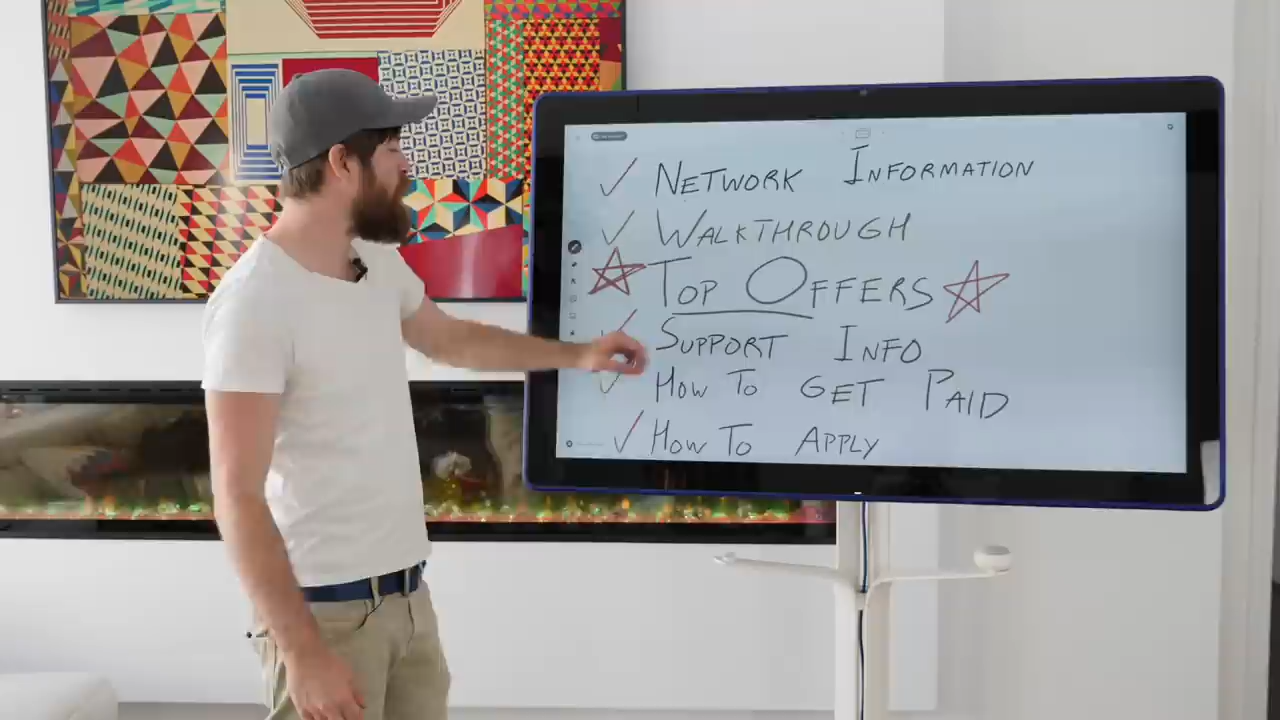 Network Information
Walkthrough
Top Offers
Support Info
How To Get Paid
How To Apply